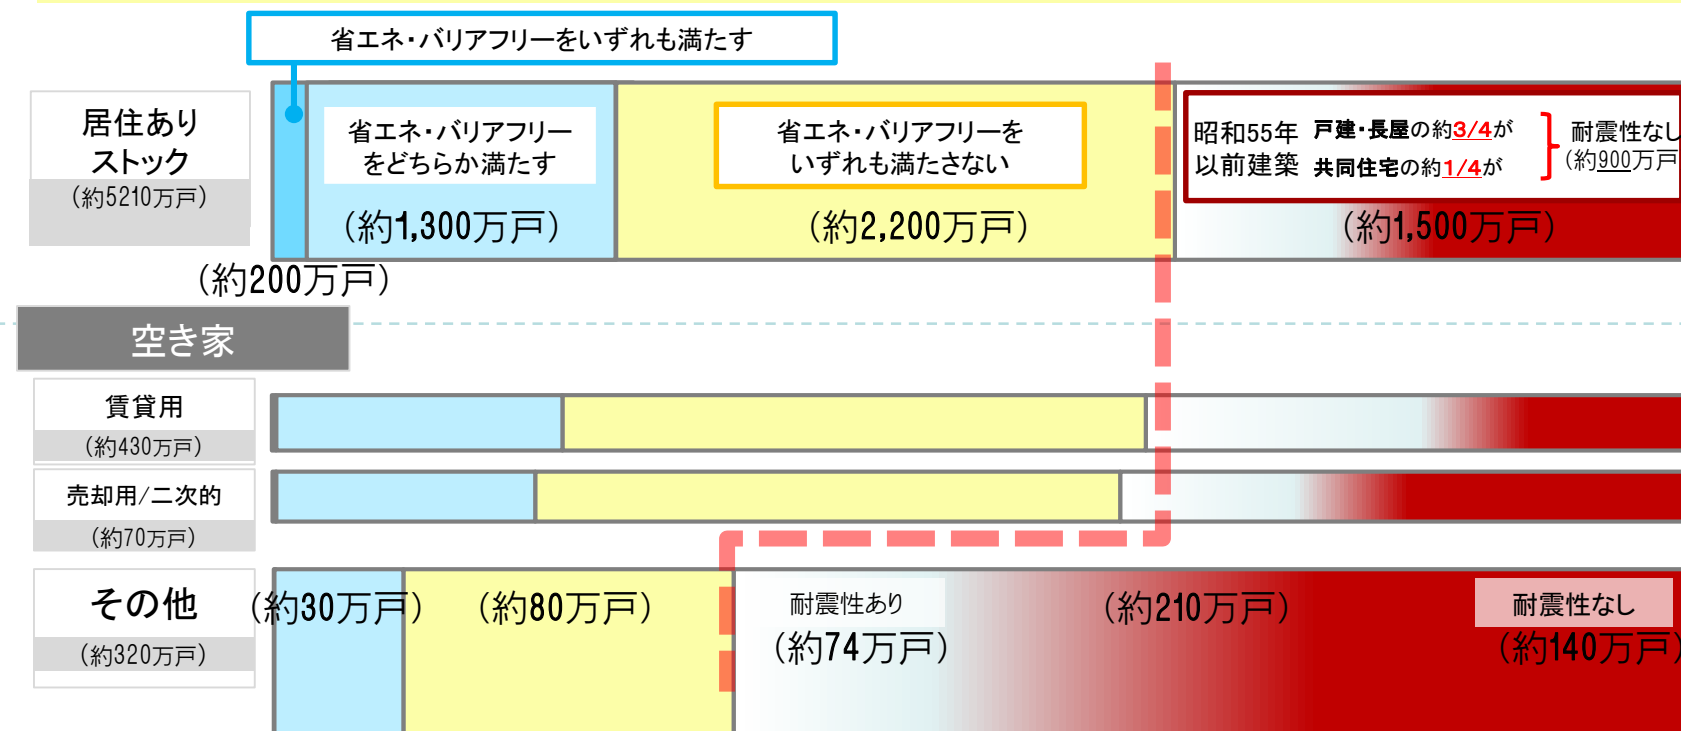 省エネ・バリアフリーをいずれも満たす
居住あり
ストック
（約5210万戸）
省エネ・バリアフリー
をどちらか満たす
（約1,300万戸）
省エネ・バリアフリーを
いずれも満たさない
（約2,200万戸）
昭和55年
以前建築
戸建・長屋の約3/4が
共同住宅の約1/4が
耐震性なし
（約900万戸
（約1,500万戸）
（約200万戸）
空き家
賃貸用
（約430万戸）
売却用/二次的
（約70万戸）
その他
（約320万戸）
（約30万戸）
（約80万戸）
耐震性あり
（約74万戸）
（約210万戸）
耐震性なし
（約140万戸）